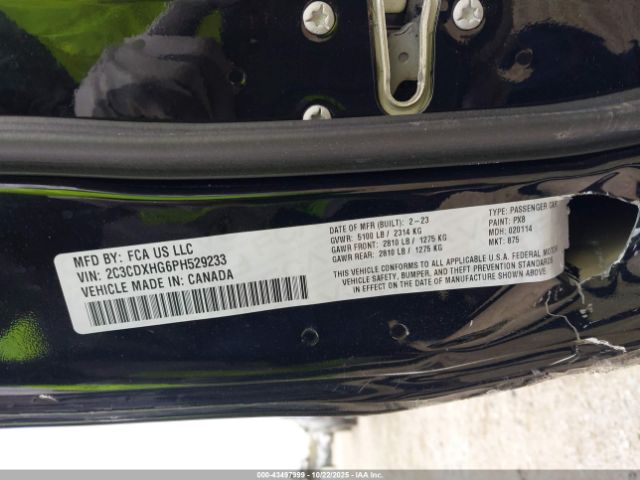 MFD BY: FCA US LLC
VIN: 2C3CDXHG6PH529233
VEHICLE MADE IN: CANADA
DATE OF MFR (BUILT): 2-23
GVWR: 5100 LB / 2314 KG
GAWR FRONT: 2810 LB / 1275 KG
GAWR REAR: 2810 LB / 1275 KG
TYPE: PASSENGER CAR
PAINT: PX8
MDH: 020114
MKT: B75
THIS VEHICLE CONFORMS TO ALL APPLICABLE U.S.A. FEDERAL MOTOR VEHICLE
SAFETY, BUMPER, AND THEFT PREVENTION STANDARDS
IN EFFECT ON THE DATE OF MANUFACTURE SHOWN ABOVE.
000-43497999 - 10/22/2025 - IAAI.COM